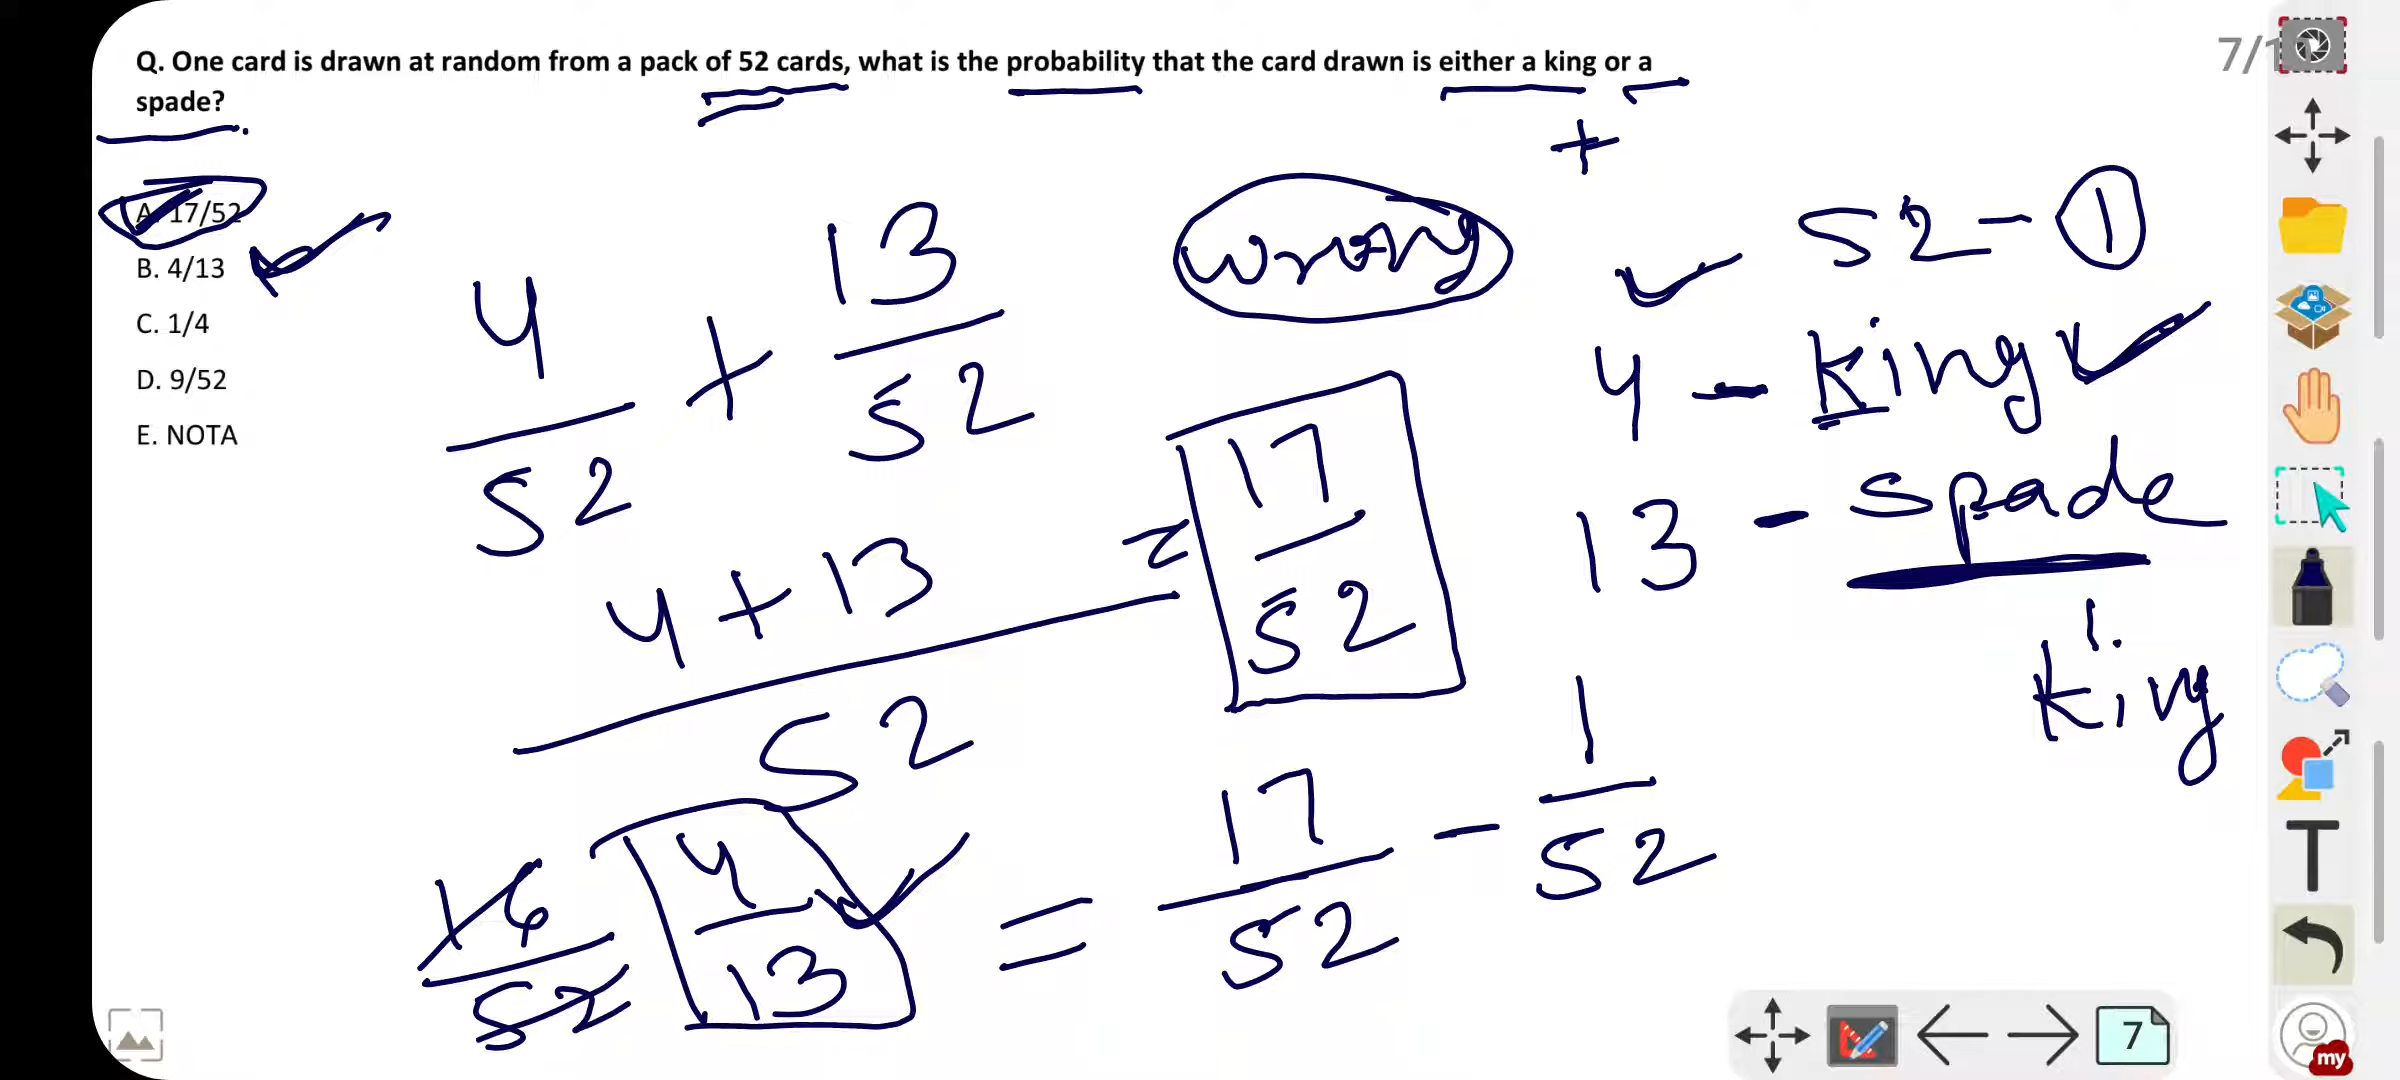 7/1
Q. One card is drawn at random from a pack of 52 cards, what is the probability that the card drawn is either a king or a
spade?
+
A. 17/52
B. 4/13
C. 1/4
D. 9/52
E. NOTA
4/52 + 13/52
wrong
4 + 13 / 52 = 17/52
52 - 1
4 - King
13 - Spade
1.
King
17/52 - 1/52
= 16/52 4/13
7
T
my